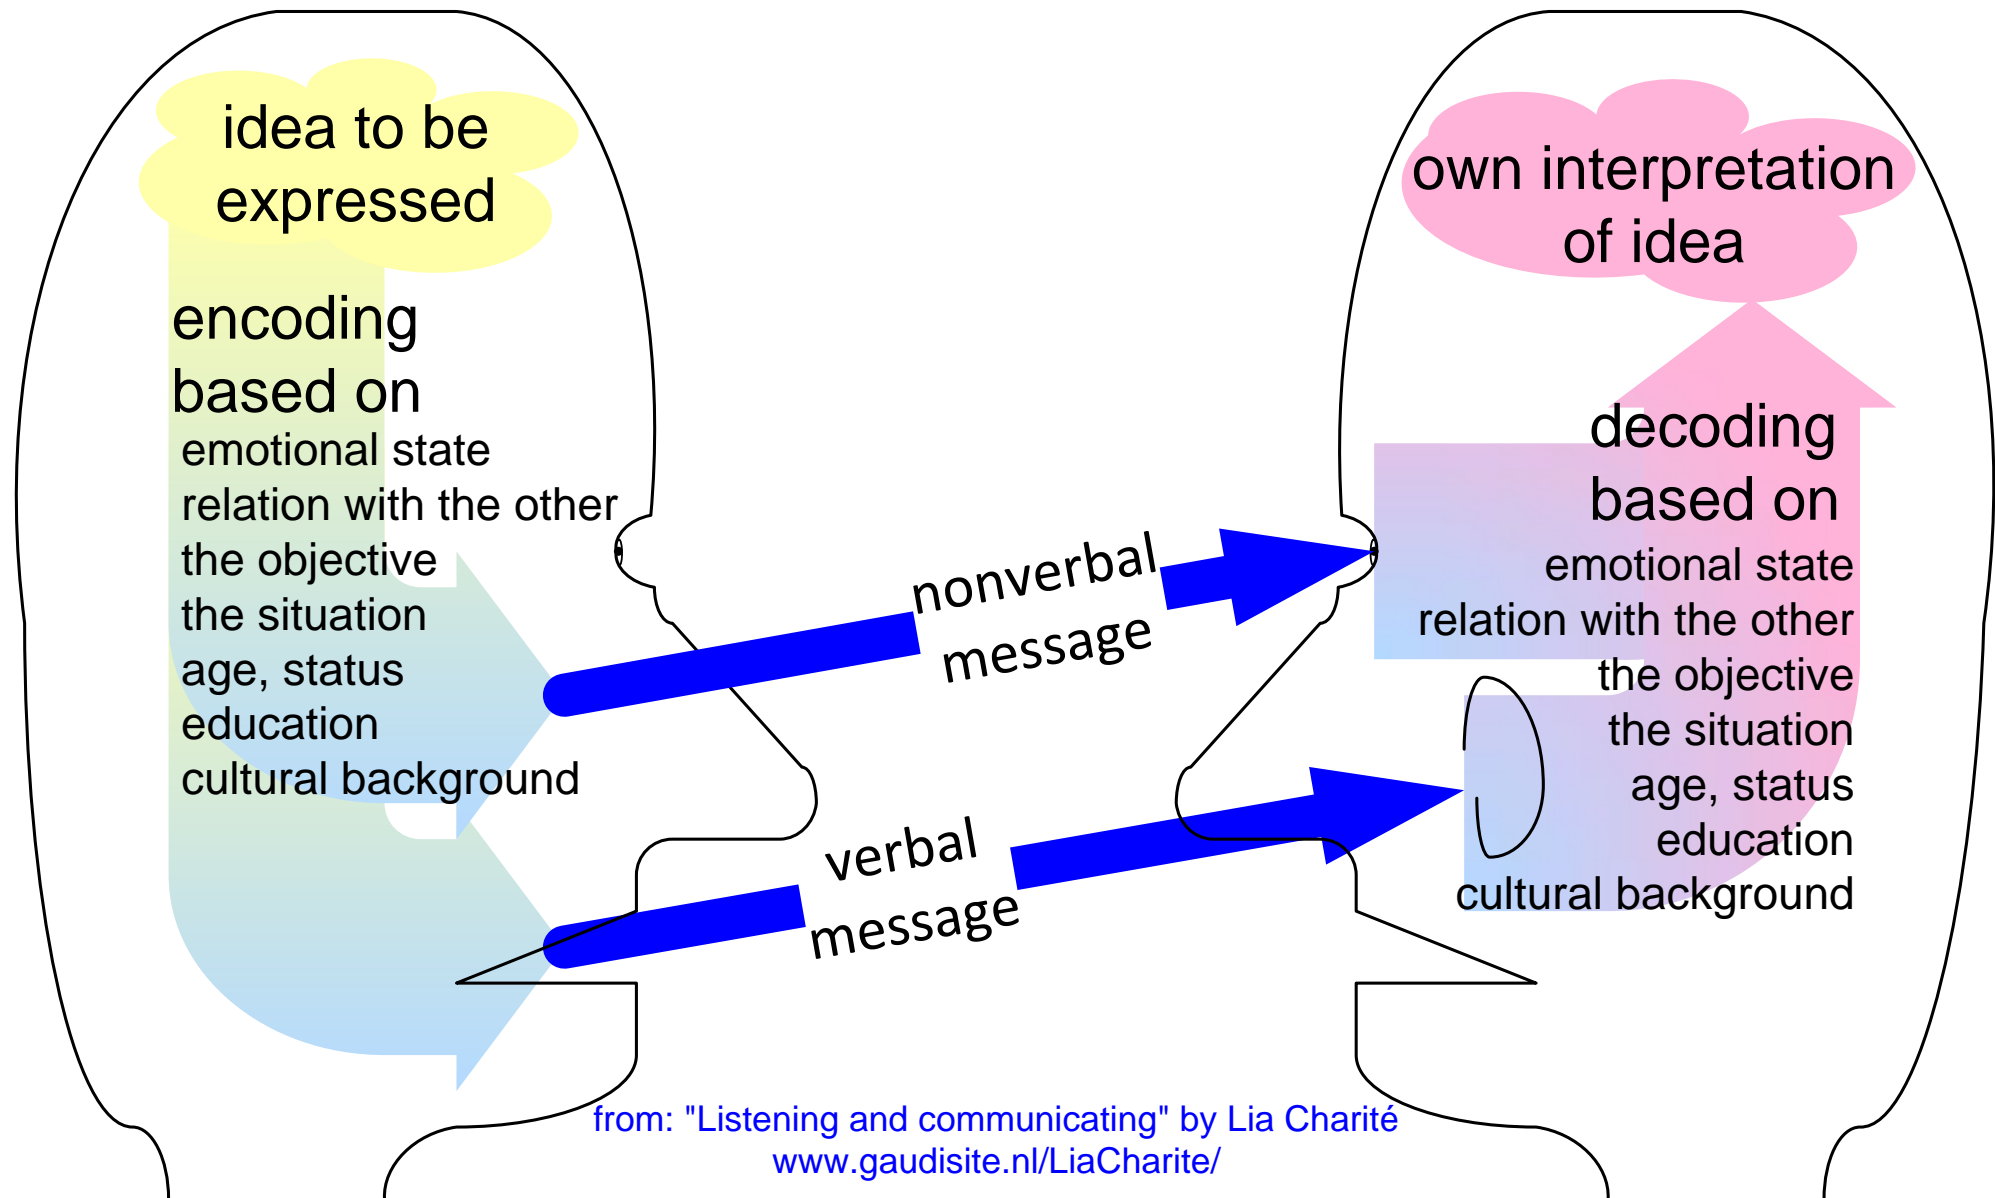 idea to be
expressed
encoding
based on
emotional state
relation with the other
the objective
the situation
age, status
education
cultural background
nonverbal
message
verbal
message
own interpretation
of idea
decoding
based on
emotional state
relation with the other
the objective
the situation
age, status
education
cultural background
from: "Listening and communicating" by Lia Charité
www.gaudisite.nl/LiaCharite/